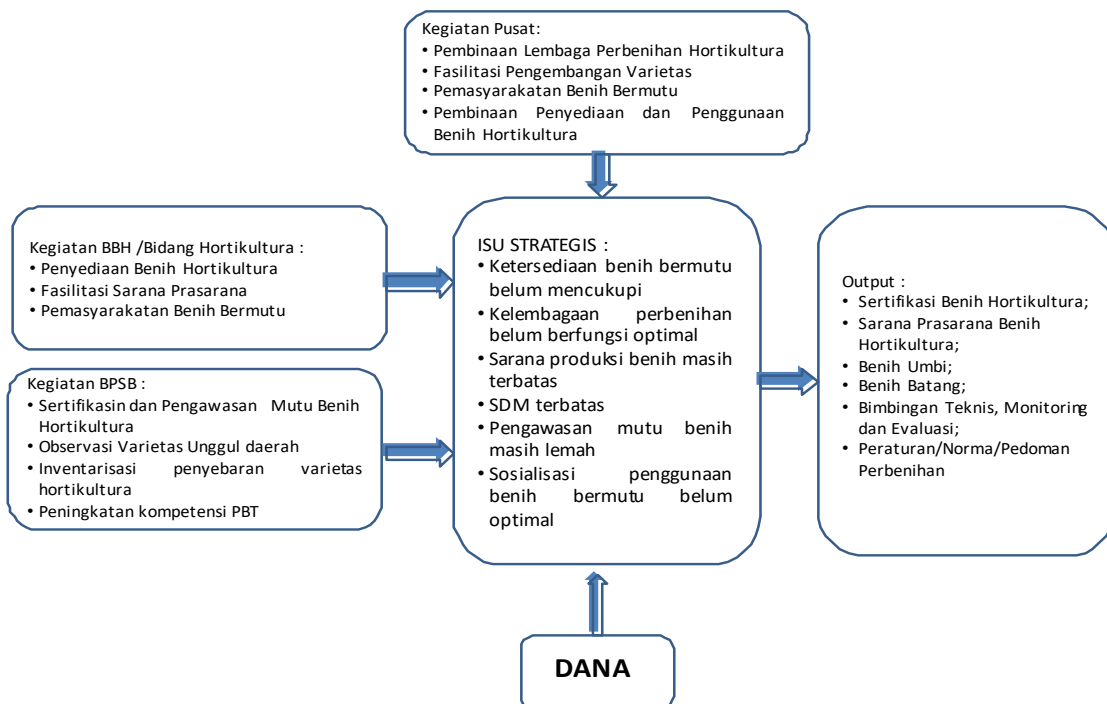 Kegiatan Pusat:
• Pembinaan Lembaga Perbenihan Hortikultura
• Fasilitasi Pengembangan Varietas
• Pemasyarakatan Benih Bermutu
• Pembinaan Penyediaan dan Penggunaan
Benih Hortikultura
Kegiatan BBH /Bidang Hortikultura :
• Penyediaan Benih Hortikultura
• Fasilitasi Sarana Prasarana
• Pemasyarakatan Benih Bermutu
Kegiatan BPSB :
• Sertifikasin dan Pengawasan Mutu Benih
Hortikultura
• Observasi Varietas Unggul daerah
• Inventarisasi penyebaran varietas
hortikultura
• Peningkatan kompetensi PBT
ISU STRATEGIS :
• Ketersediaan benih bermutu
belum mencukupi
• Kelembagaan perbenihan
belum berfungsi optimal
• Sarana produksi benih masih
terbatas
• SDM terbatas
• Pengawasan mutu benih
masih lemah
• Sosialisasi penggunaan
benih bermutu belum
optimal
Output :
• Sertifikasi Benih Hortikultura;
• Sarana Prasarana Benih
Hortikultura;
• Benih Umbi;
• Benih Batang;
• Bimbingan Teknis, Monitoring
dan Evaluasi;
• Peraturan/Norma/Pedoman
Perbenihan
DANA